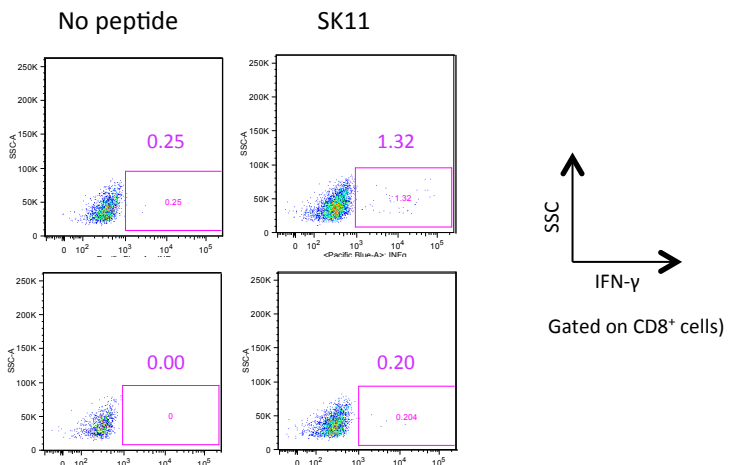 No peptide
SK11
250K
200K
150K
100K
50K
0
SSC-A
0.25
0.25
0 10² 10³ 10⁴ 10⁵
250K
200K
150K
100K
50K
0
SSC-A
1.32
1.32
0 10² 10³ 10⁴ 10⁵
<Pacific Blue-A>: INFg
SSC
IFN-γ
Gated on CD8⁺ cells)
250K
200K
150K
100K
50K
0
SSC-A
0.00
0
0 10² 10³ 10⁴ 10⁵
250K
200K
150K
100K
50K
0
SSC-A
0.20
0.204
0 10² 10³ 10⁴ 10⁵